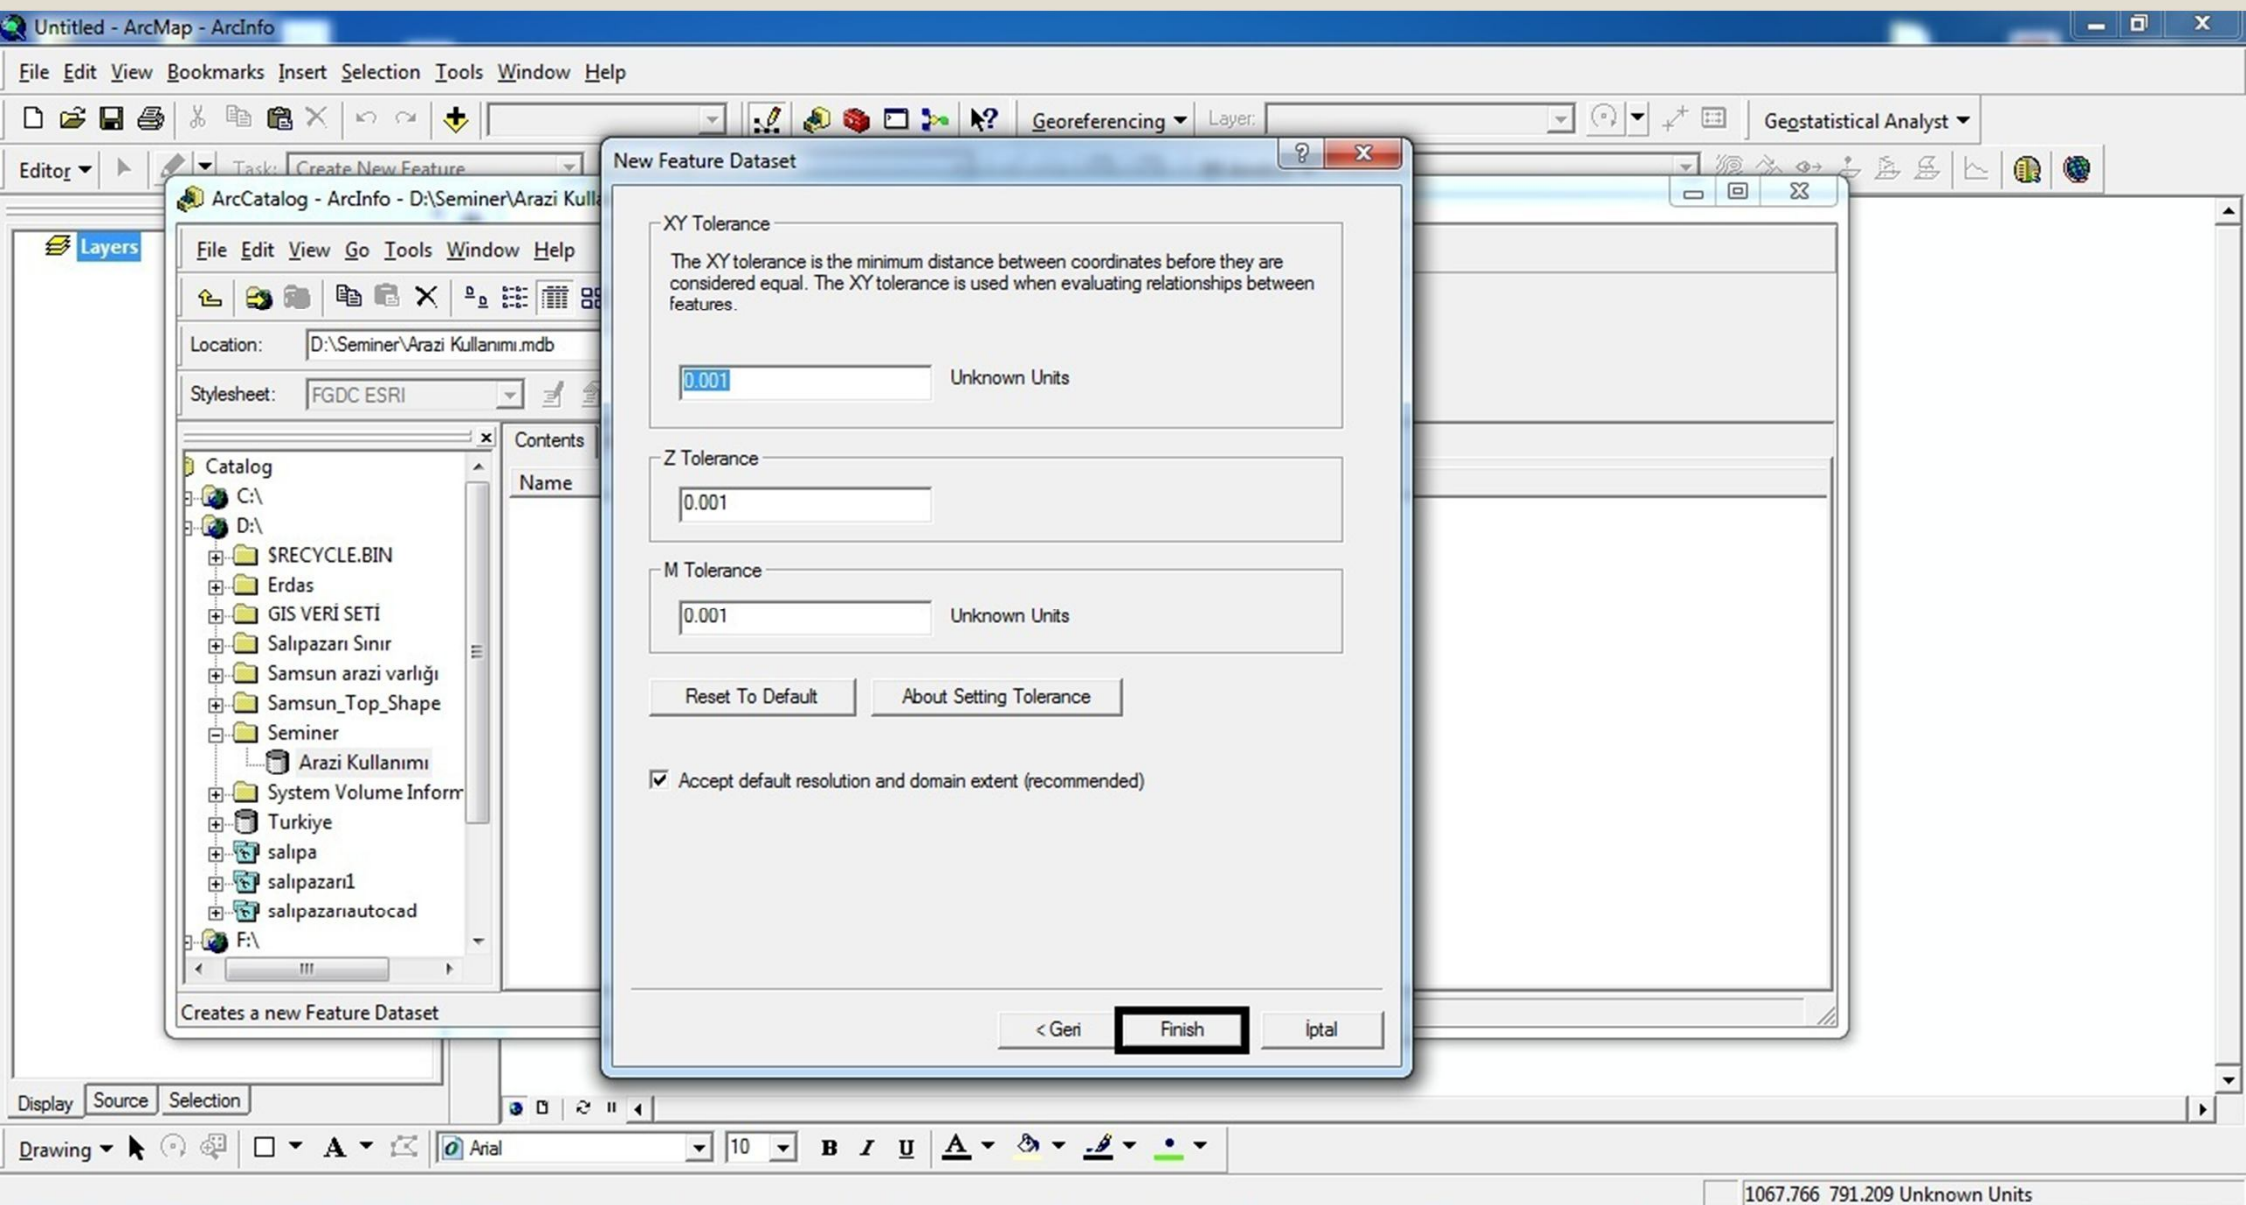 Untitled - ArcMap - ArcInfo
File Edit View Bookmarks Insert Selection Tools Window Help
Georeferencing Layer:
Geostatistical Analyst
Editor Task: Create New Feature
New Feature Dataset
ArcCatalog - ArcInfo - D:\Seminer\Arazi Kulla
Layers
File Edit View Go Tools Window Help
Location: D:\Seminer\Arazi Kullanımı.mdb
Stylesheet: FGDC ESRI
Contents
Name
Catalog
C:\
D:\
$RECYCLE.BIN
Erdas
GIS VERİ SETİ
Salıpazarı Sınır
Samsun arazi varlığı
Samsun_Top_Shape
Seminer
Arazi Kullanımı
System Volume Inform
Turkiye
salıpa
salıpazarı1
salıpazarıautocad
F:\
Creates a new Feature Dataset
XY Tolerance
The XY tolerance is the minimum distance between coordinates before they are
considered equal. The XY tolerance is used when evaluating relationships between
features.
0.001 Unknown Units
Z Tolerance
0.001
M Tolerance
0.001 Unknown Units
Reset To Default About Setting Tolerance
Accept default resolution and domain extent (recommended)
< Geri Finish İptal
Display Source Selection
Drawing A Arial 10 B I U A
1067.766 791.209 Unknown Units